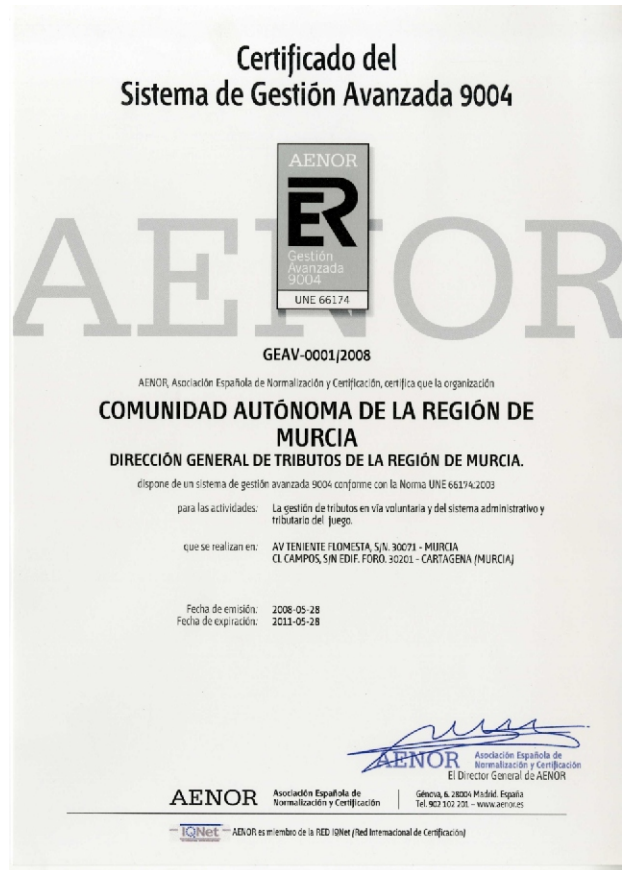 Certificado del
Sistema de Gestión Avanzada 9004
AENOR
ER
Gestión
Avanzada
9004
UNE 66174
AENOR
GEAV-0001/2008
AENOR, Asociación Española de Normalización y Certificación, certifica que la organización
COMUNIDAD AUTÓNOMA DE LA REGIÓN DE
MURCIA
DIRECCIÓN GENERAL DE TRIBUTOS DE LA REGIÓN DE MURCIA.
dispone de un sistema de gestión avanzada 9004 conforme con la Norma UNE 66174:2003
para las actividades: La gestión de tributos en vía voluntaria y del sistema administrativo y
tributario del Juego.
que se realizan en: AV TENIENTE FLOMESTA, S/N. 30071 - MURCIA
CL CAMPOS, S/N EDIF. FORO. 30201 - CARTAGENA (MURCIA)
Fecha de emisión: 2008-05-28
Fecha de expiración: 2011-05-28
AENOR Asociación Española de
Normalización y Certificación
El Director General de AENOR
AENOR Asociación Española de
Normalización y Certificación
Génova, 6. 28004 Madrid. España
Tel. 902 102 201 – www.aenor.es
IQNet AENOR es miembro de la RED IQNet (Red Internacional de Certificación)